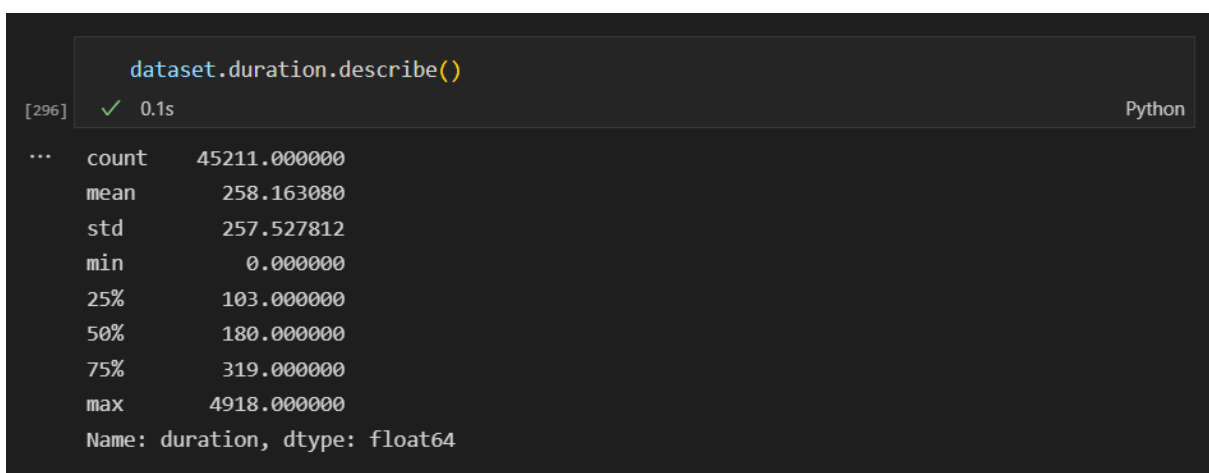 dataset.duration.describe()
[296] ✓ 0.1s Python
... count 45211.000000
mean 258.163080
std 257.527812
min 0.000000
25% 103.000000
50% 180.000000
75% 319.000000
max 4918.000000
Name: duration, dtype: float64